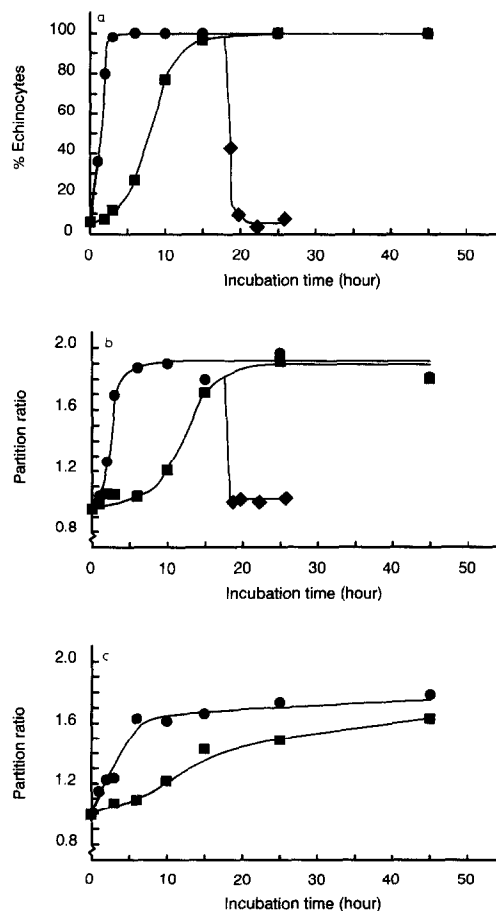 a
100
80
60
40
20
0
% Echinocytes
0 10 20 30 40 50
Incubation time (hour)
b
2.0
1.6
1.2
0.8
Partition ratio
0 10 20 30 40 50
Incubation time (hour)
c
2.0
1.6
1.2
0.8
Partition ratio
0 10 20 30 40 50
Incubation time (hour)